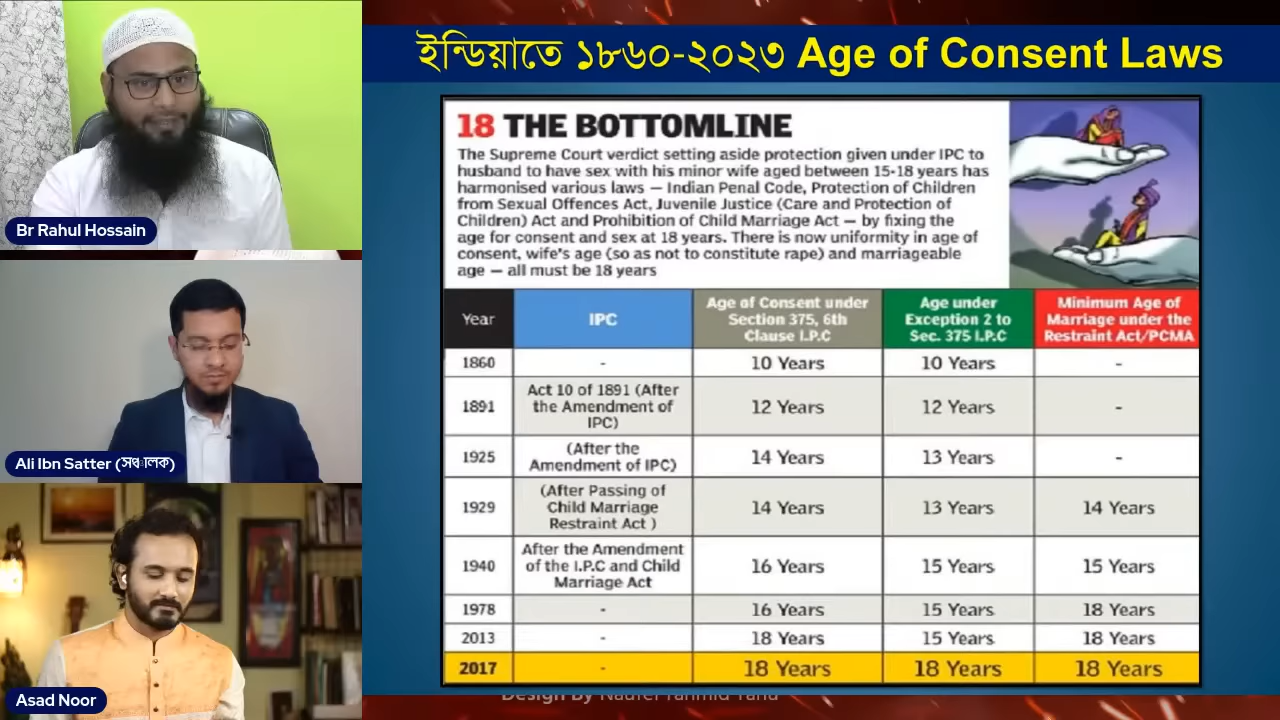 ইন্ডিয়াতে ১৮৬০-২০২৩ Age of Consent Laws
18 THE BOTTOMLINE
The Supreme Court verdict setting aside protection given under IPC to
husband to have sex with his minor wife aged between 15-18 years has
harmonised various laws — Indian Penal Code, Protection of Children
from Sexual Offences Act, Juvenile Justice (Care and Protection of
Children) Act and Prohibition of Child Marriage Act — by fixing the
age for consent and sex at 18 years. There is now uniformity in age of
consent, wife's age (so as not to constitute rape) and marriageable
age — all must be 18 years
Year
IPC
Age of Consent under
Section 375, 6th
Clause I.P.C
Age under
Exception 2 to
Sec. 375 I.P.C
Minimum Age of
Marriage under the
Restraint Act/PCMA
1860 - 10 Years 10 Years -
1891
Act 10 of 1891 (After
the Amendment of
IPC)
12 Years 12 Years -
1925
(After the
Amendment of IPC)
14 Years 13 Years -
1929
(After Passing of
Child Marriage
Restraint Act )
14 Years 13 Years 14 Years
1940
After the Amendment
of the I.P.C and Child
Marriage Act
16 Years 15 Years 15 Years
1978 - 16 Years 15 Years 18 Years
2013 - 18 Years 15 Years 18 Years
2017 - 18 Years 18 Years 18 Years
Br Rahul Hossain
Ali Ibn Satter (সঞ্চালক)
Asad Noor